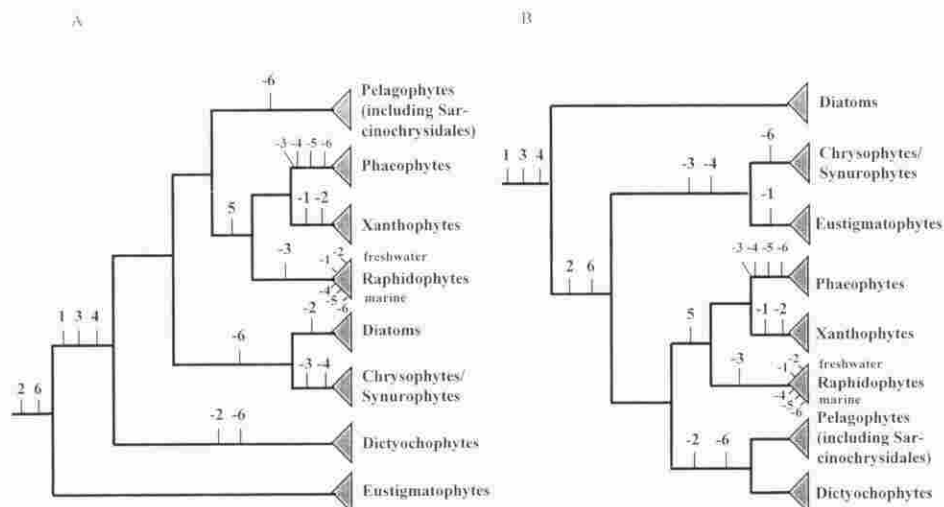 A
-6
Pelagophytes
(including Sar-
cinochrysidales)
-3 -4 -5 -6
Phaeophytes
-1 -2
Xanthophytes
5
-3
freshwater
-1 -2
Raphidophytes
-4 -5 -6
marine
-2
Diatoms
-6
-3 -4
Chrysophytes/
Synurophytes
1 3 4
-2 -6
Dictyochophytes
2 6
Eustigmatophytes
B
Diatoms
1 3 4
-6
Chrysophytes/
Synurophytes
-3 -4
-1
Eustigmatophytes
2 6
-3 -4 -5 -6
Phaeophytes
5
-1 -2
Xanthophytes
-3
freshwater
-1 -2
Raphidophytes
-4 -5 -6
marine
Pelagophytes
(including Sar-
cinochrysidales)
-2 -6
Dictyochophytes